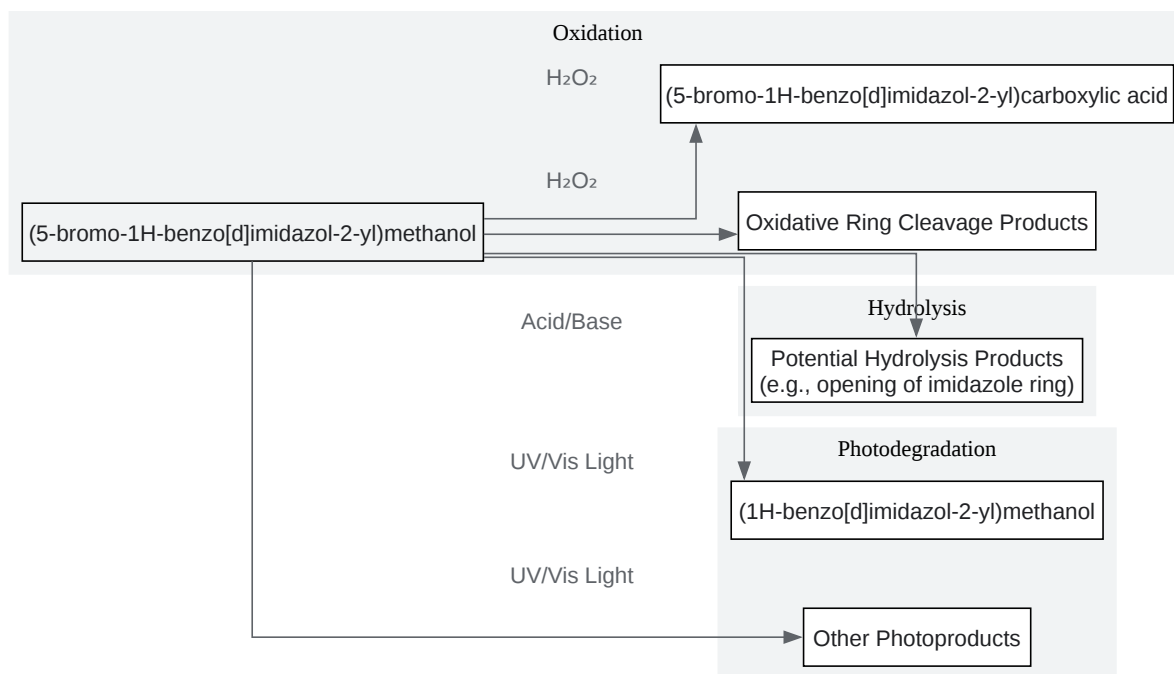 Oxidation
H₂O₂
(5-bromo-1H-benzo[d]imidazol-2-yl)carboxylic acid
H₂O₂
(5-bromo-1H-benzo[d]imidazol-2-yl)methanol
Oxidative Ring Cleavage Products
Hydrolysis
Acid/Base
Potential Hydrolysis Products
(e.g., opening of imidazole ring)
Photodegradation
UV/Vis Light
(1H-benzo[d]imidazol-2-yl)methanol
UV/Vis Light
Other Photoproducts